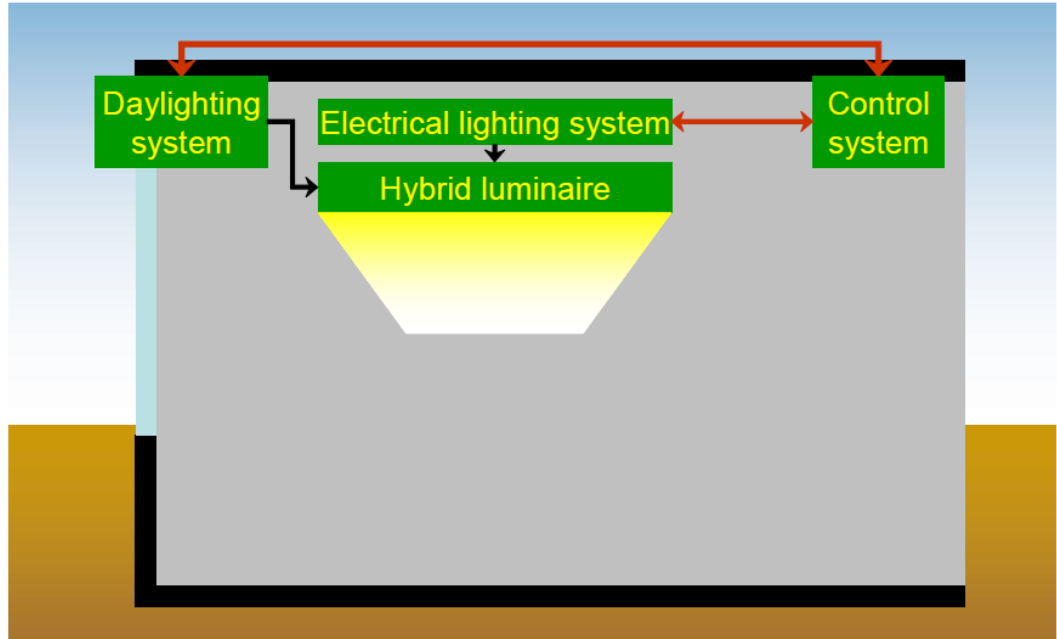 Daylighting
system
Electrical lighting system
Hybrid luminaire
Control
system